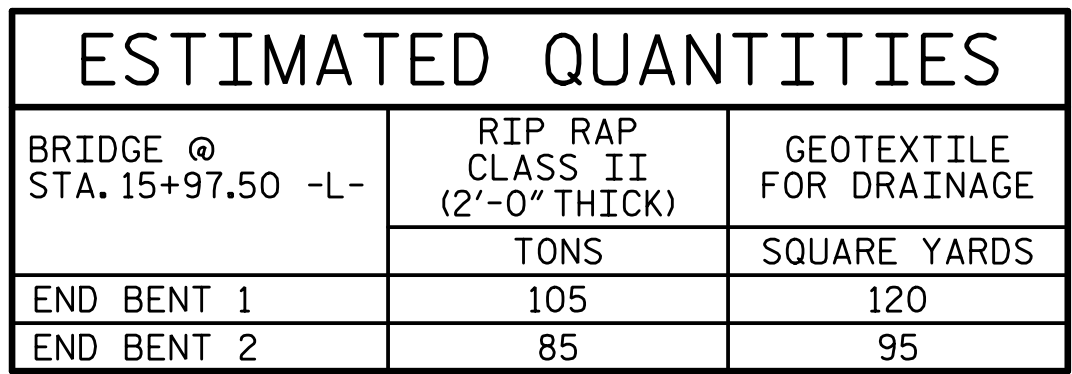 ESTIMATED QUANTITIES
BRIDGE @
STA. 15+97.50 -L-
RIP RAP
CLASS II
(2'-0" THICK)
GEOTEXTILE
FOR DRAINAGE
TONS
SQUARE YARDS
END BENT 1
105
120
END BENT 2
85
95